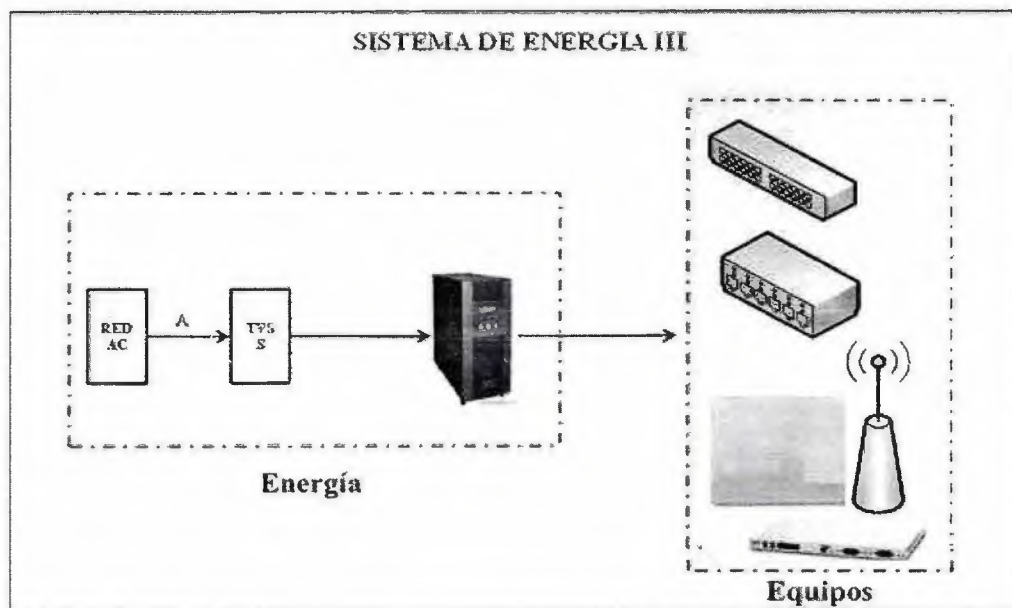 SISTEMA DE ENERGIA III
RED
AC
A
TVS
S
Energía
Equipos